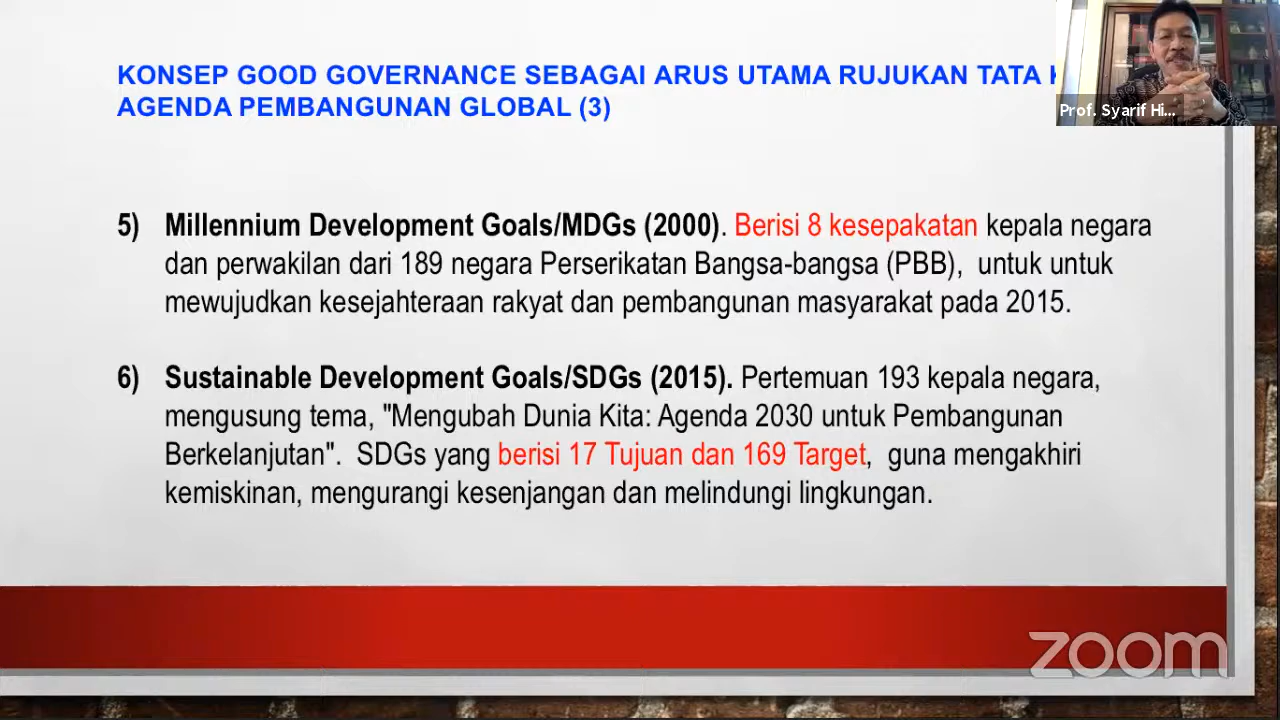 KONSEP GOOD GOVERNANCE SEBAGAI ARUS UTAMA RUJUKAN TATA
AGENDA PEMBANGUNAN GLOBAL (3)
Prof. Syarif Hi...
5) Millennium Development Goals/MDGs (2000). Berisi 8 kesepakatan kepala negara
dan perwakilan dari 189 negara Perserikatan Bangsa-bangsa (PBB), untuk untuk
mewujudkan kesejahteraan rakyat dan pembangunan masyarakat pada 2015.
6) Sustainable Development Goals/SDGs (2015). Pertemuan 193 kepala negara,
mengusung tema, "Mengubah Dunia Kita: Agenda 2030 untuk Pembangunan
Berkelanjutan". SDGs yang berisi 17 Tujuan dan 169 Target, guna mengakhiri
kemiskinan, mengurangi kesenjangan dan melindungi lingkungan.
zoom